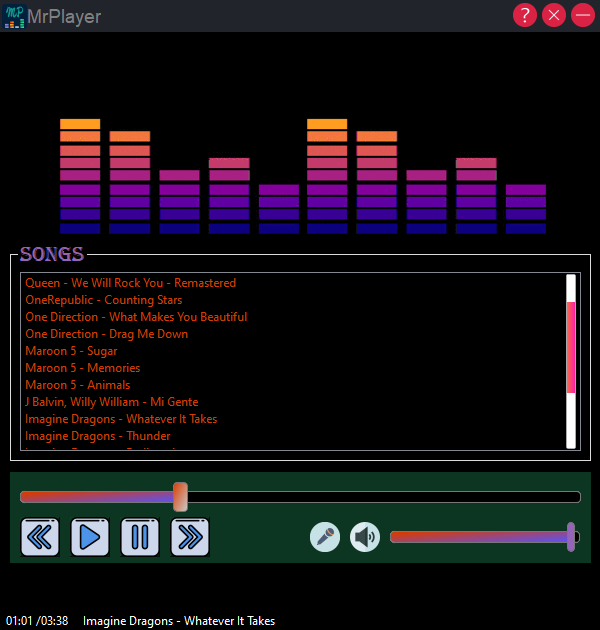 MP MrPlayer ?
SONGS
Queen - We Will Rock You - Remastered
OneRepublic - Counting Stars
One Direction - What Makes You Beautiful
One Direction - Drag Me Down
Maroon 5 - Sugar
Maroon 5 - Memories
Maroon 5 - Animals
J Balvin, Willy William - Mi Gente
Imagine Dragons - Whatever It Takes
Imagine Dragons - Thunder
01:01 /03:38 Imagine Dragons - Whatever It Takes